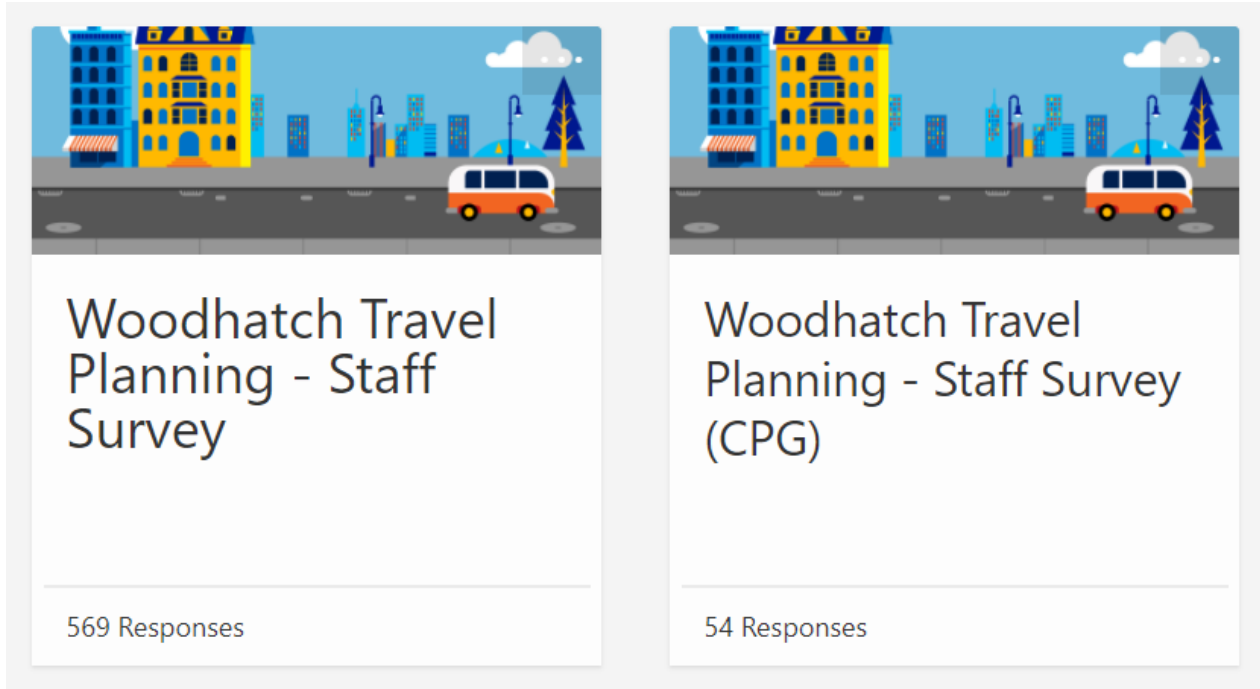 Woodhatch Travel
Planning - Staff
Survey
569 Responses
Woodhatch Travel
Planning - Staff Survey
(CPG)
54 Responses